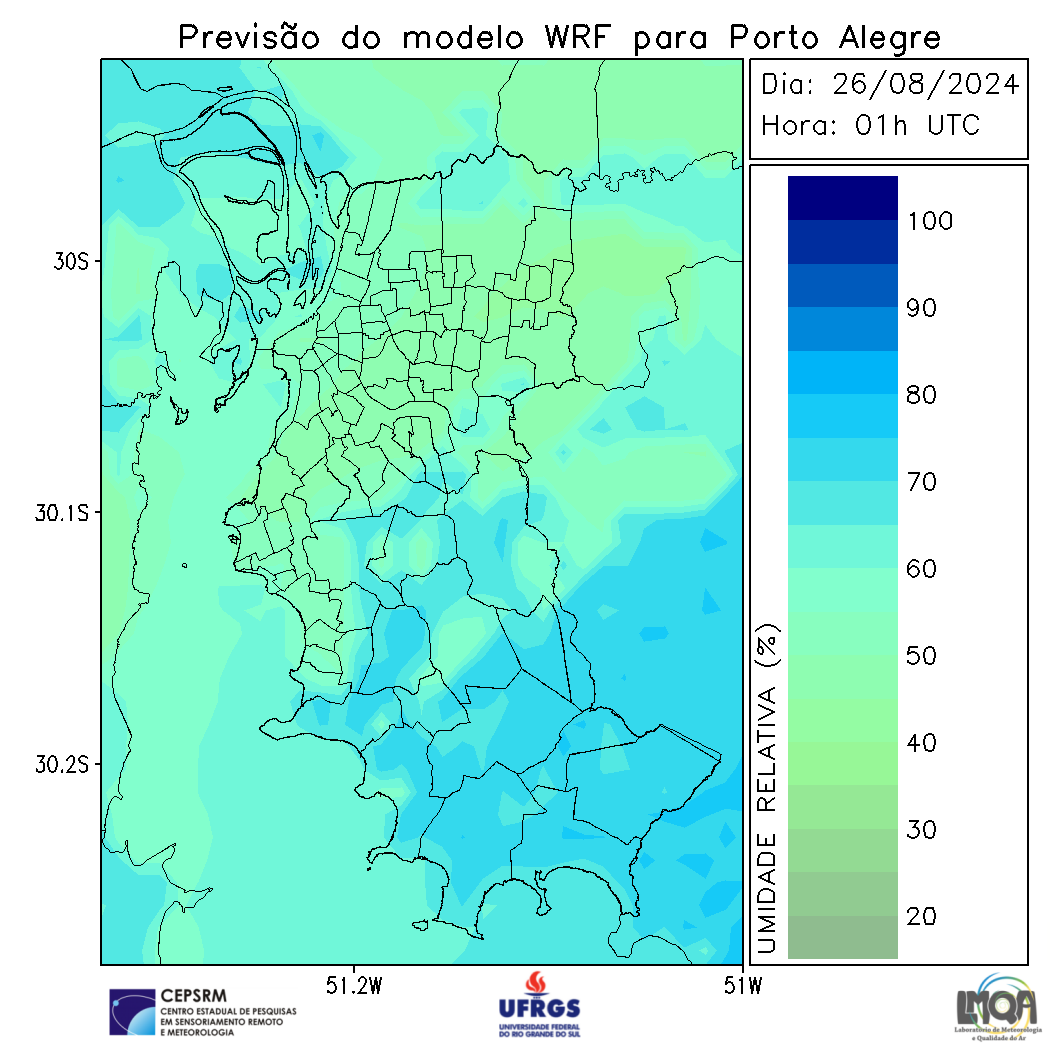 Previsão do modelo WRF para Porto Alegre
Dia: 26/08/2024
Hora: 01h UTC
100
90
80
70
60
50
40
30
20
UMIDADE RELATIVA (%)
30S
30.1S
30.2S
51.2W
51W
CEPSRM
CENTRO ESTADUAL DE PESQUISAS
EM SENSORIAMENTO REMOTO
E METEOROLOGIA
UFRGS
UNIVERSIDADE FEDERAL
DO RIO GRANDE DO SUL
LMQA
Laboratório de Meteorologia
e Qualidade do Ar